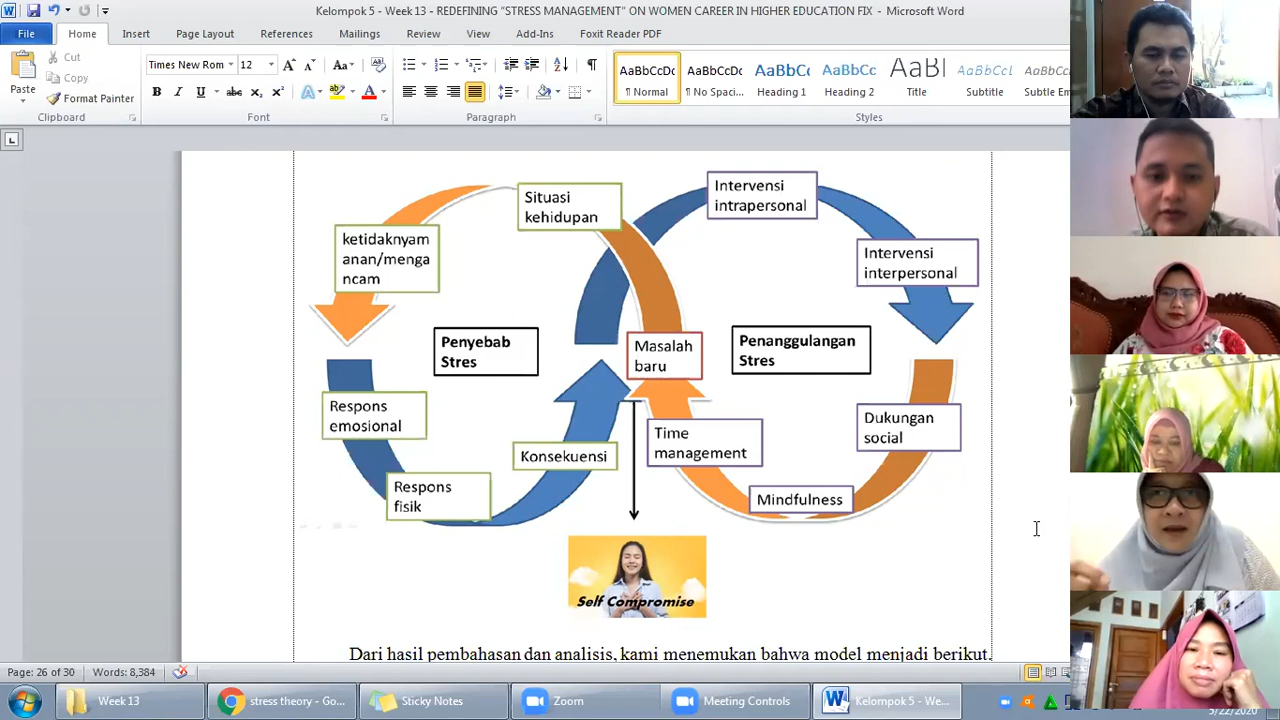 Kelompok 5 - Week 13 - REDEFINING “STRESS MANAGEMENT” ON WOMEN CAREER IN HIGHER EDUCATION FIX - Microsoft Word
File Home Insert Page Layout References Mailings Review View Add-Ins Foxit Reader PDF
Paste
Cut
Copy
Format Painter
Clipboard
Times New Rom 12
Font
Paragraph
AaBbCcDc AaBbCcDc AaBbCc AaBbCc AaBl AaBbCcL AaBbCcD
¶ Normal ¶ No Spaci... Heading 1 Heading 2 Title Subtitle Subtle Em
Styles
Situasi
kehidupan
ketidaknyam
anan/menga
ncam
Penyebab
Stres
Respons
emosional
Respons
fisik
Konsekuensi
Masalah
baru
Intervensi
intrapersonal
Intervensi
interpersonal
Penanggulangan
Stres
Dukungan
social
Mindfulness
Time
management
Self Compromise
Dari hasil pembahasan dan analisis, kami menemukan bahwa model menjadi berikut.
Page: 26 of 30 Words: 8,384
Week 13 stress theory - Go... Sticky Notes Zoom Meeting Controls Kelompok 5 - We...
5/22/2020